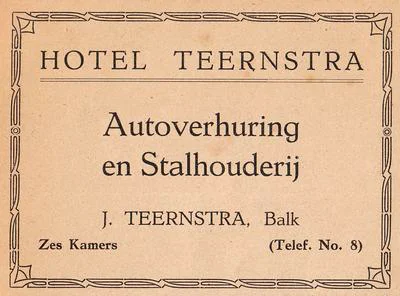 HOTEL TEERNSTRA
Autoverhuring
en Stalhouderij
J. TEERNSTRA, Balk
Zes Kamers (Telef. No. 8)